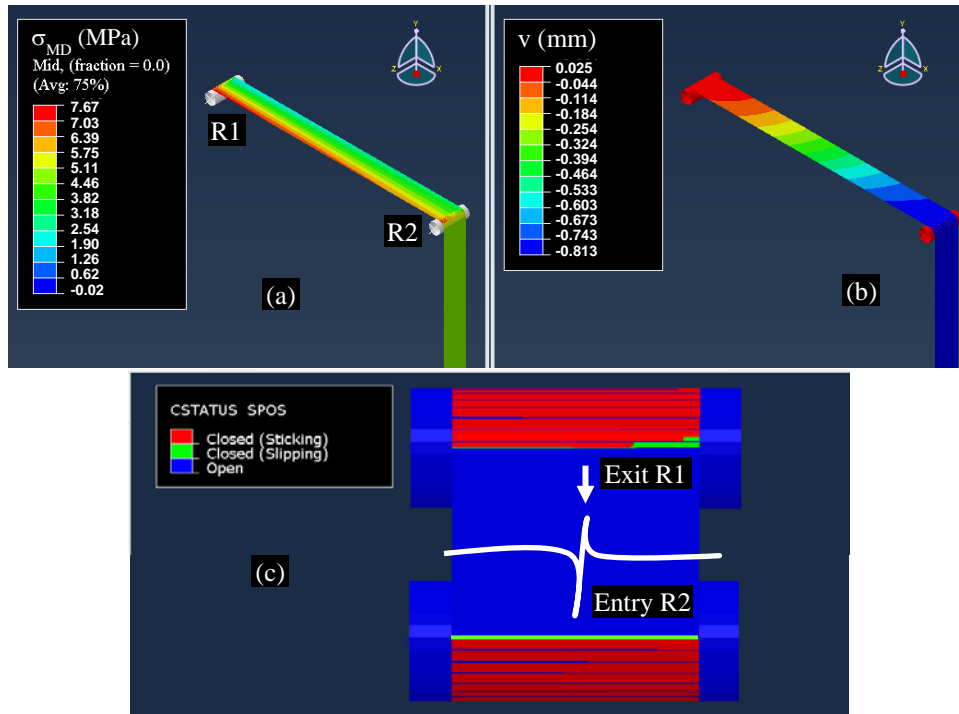 σ_MD (MPa)
Mid, (fraction = 0.0)
(Avg: 75%)
7.67
7.03
6.39
5.75
5.11
4.46
3.82
3.18
2.54
1.90
1.26
0.62
-0.02
Y
Z
X
R1
R2
(a)
v (mm)
0.025
-0.044
-0.114
-0.184
-0.254
-0.324
-0.394
-0.464
-0.533
-0.603
-0.673
-0.743
-0.813
Y
Z
X
(b)
CSTATUS SPOS
Closed (Sticking)
Closed (Slipping)
Open
Exit R1
Entry R2
(c)